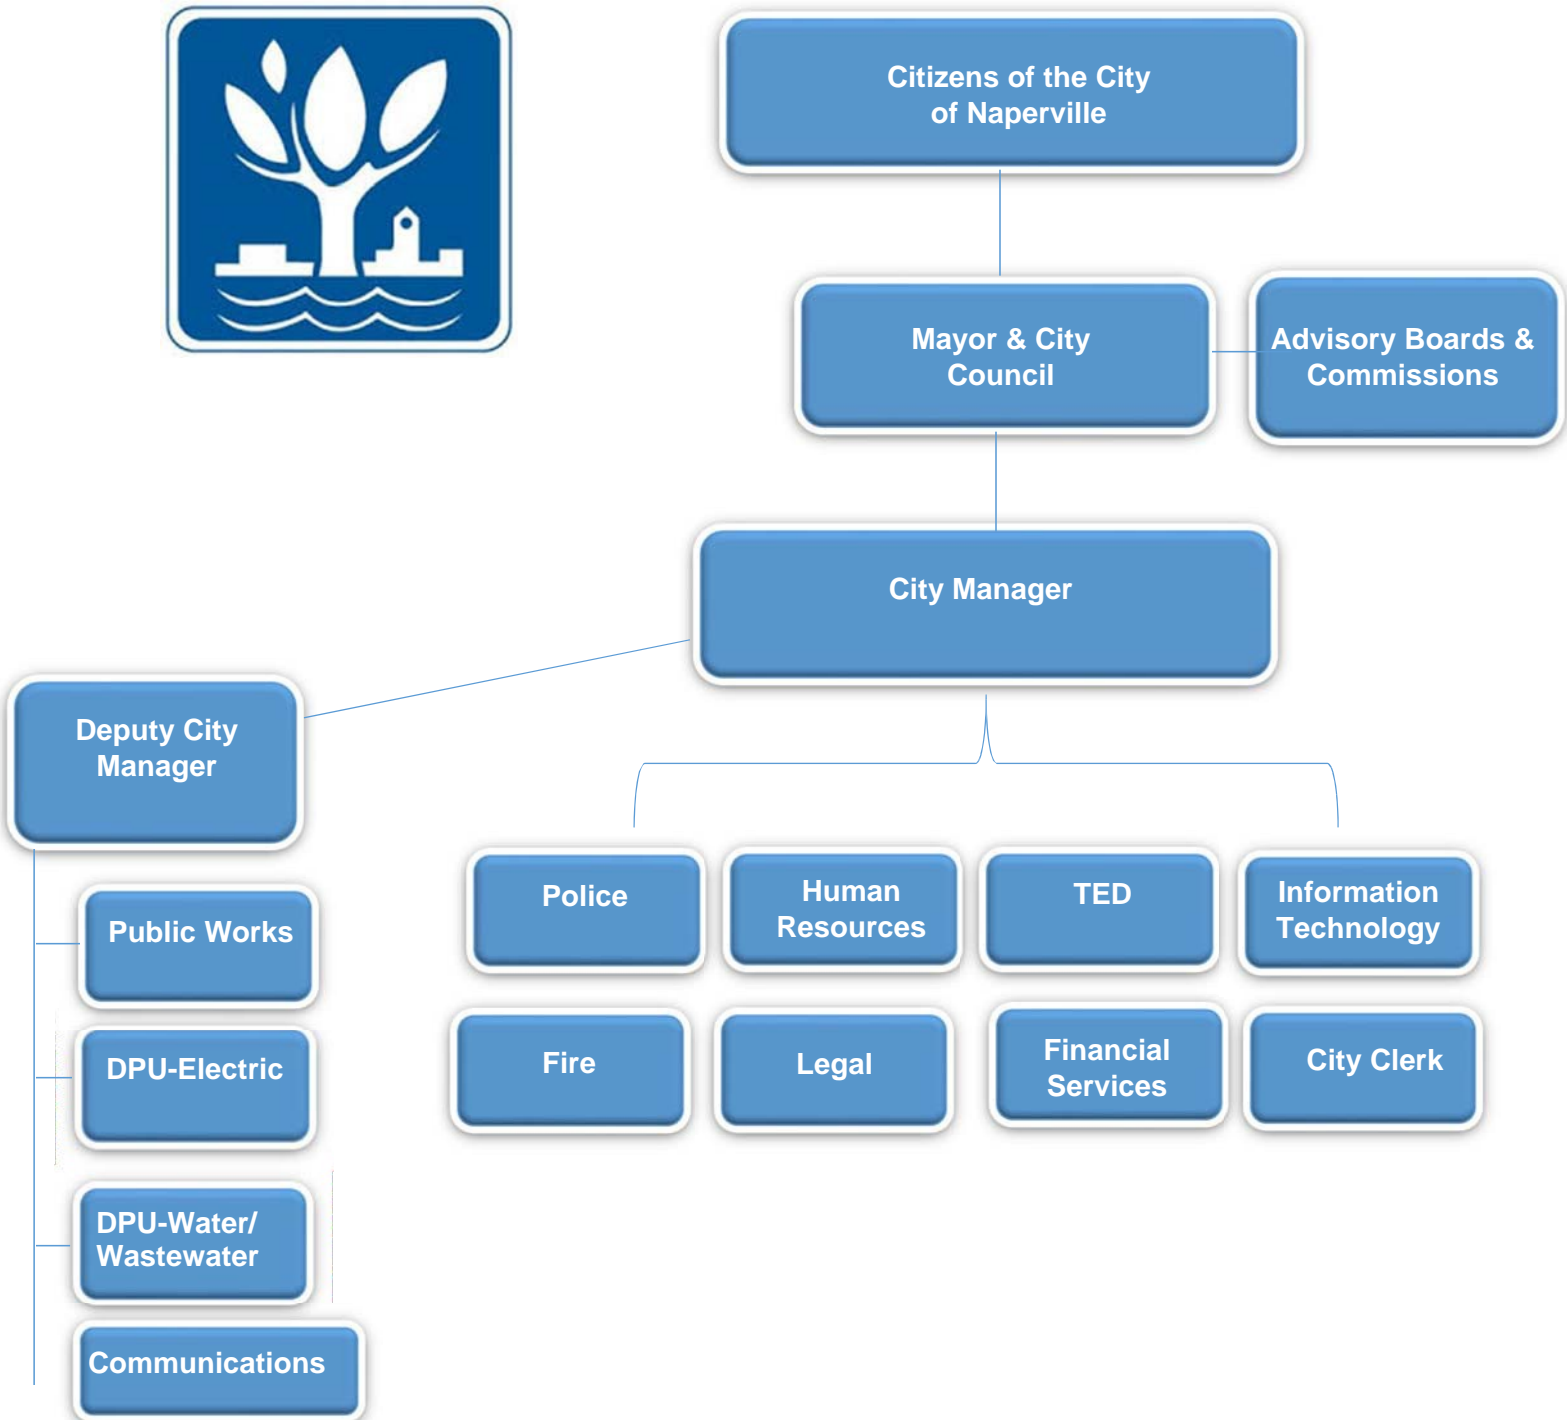 Citizens of the City
of Naperville
Mayor & City
Council
Advisory Boards &
Commissions
City Manager
Deputy City
Manager
Public Works
DPU-Electric
DPU-Water/
Wastewater
Communications
Police
Human
Resources
TED
Information
Technology
Fire
Legal
Financial
Services
City Clerk